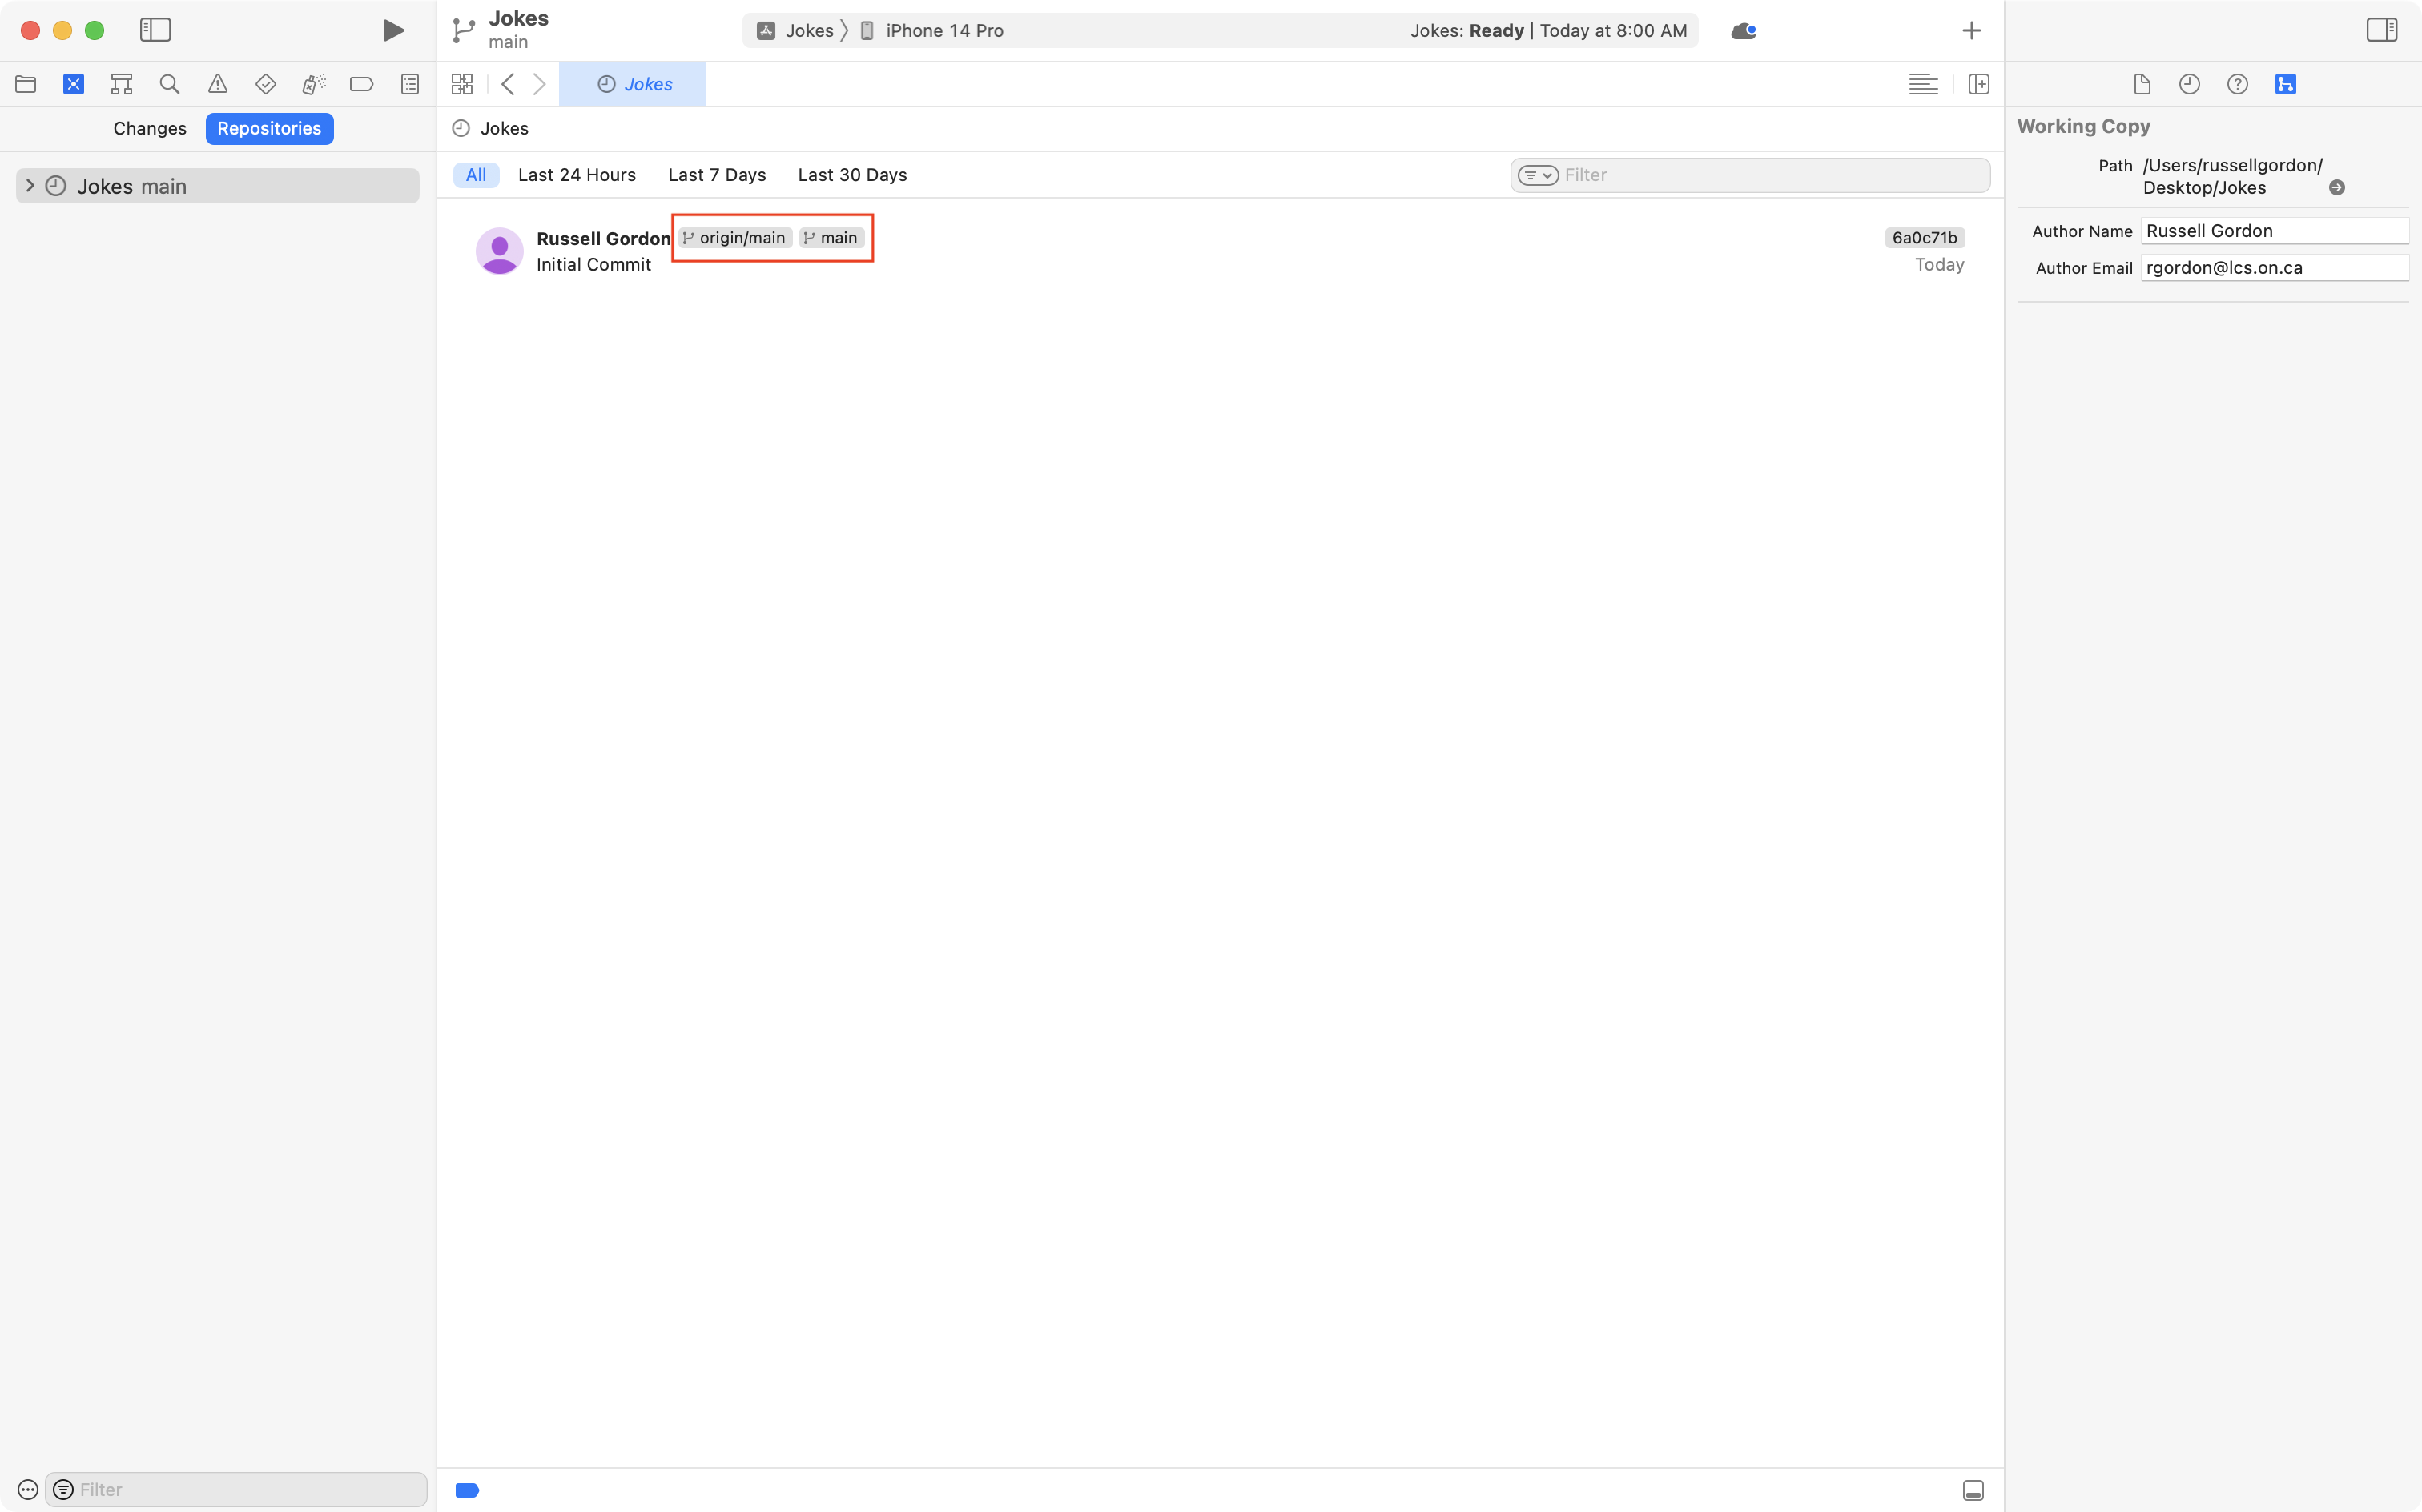 Jokes
main
Jokes
iPhone 14 Pro
Jokes: Ready | Today at 8:00 AM
Jokes
Changes
Repositories
Jokes
Working Copy
All
Last 24 Hours
Last 7 Days
Last 30 Days
Filter
Path /Users/russellgordon/
Desktop/Jokes
Jokes main
Author Name Russell Gordon
Russell Gordon origin/main main
6a0c71b
Initial Commit
Today
Author Email rgordon@lcs.on.ca
Filter